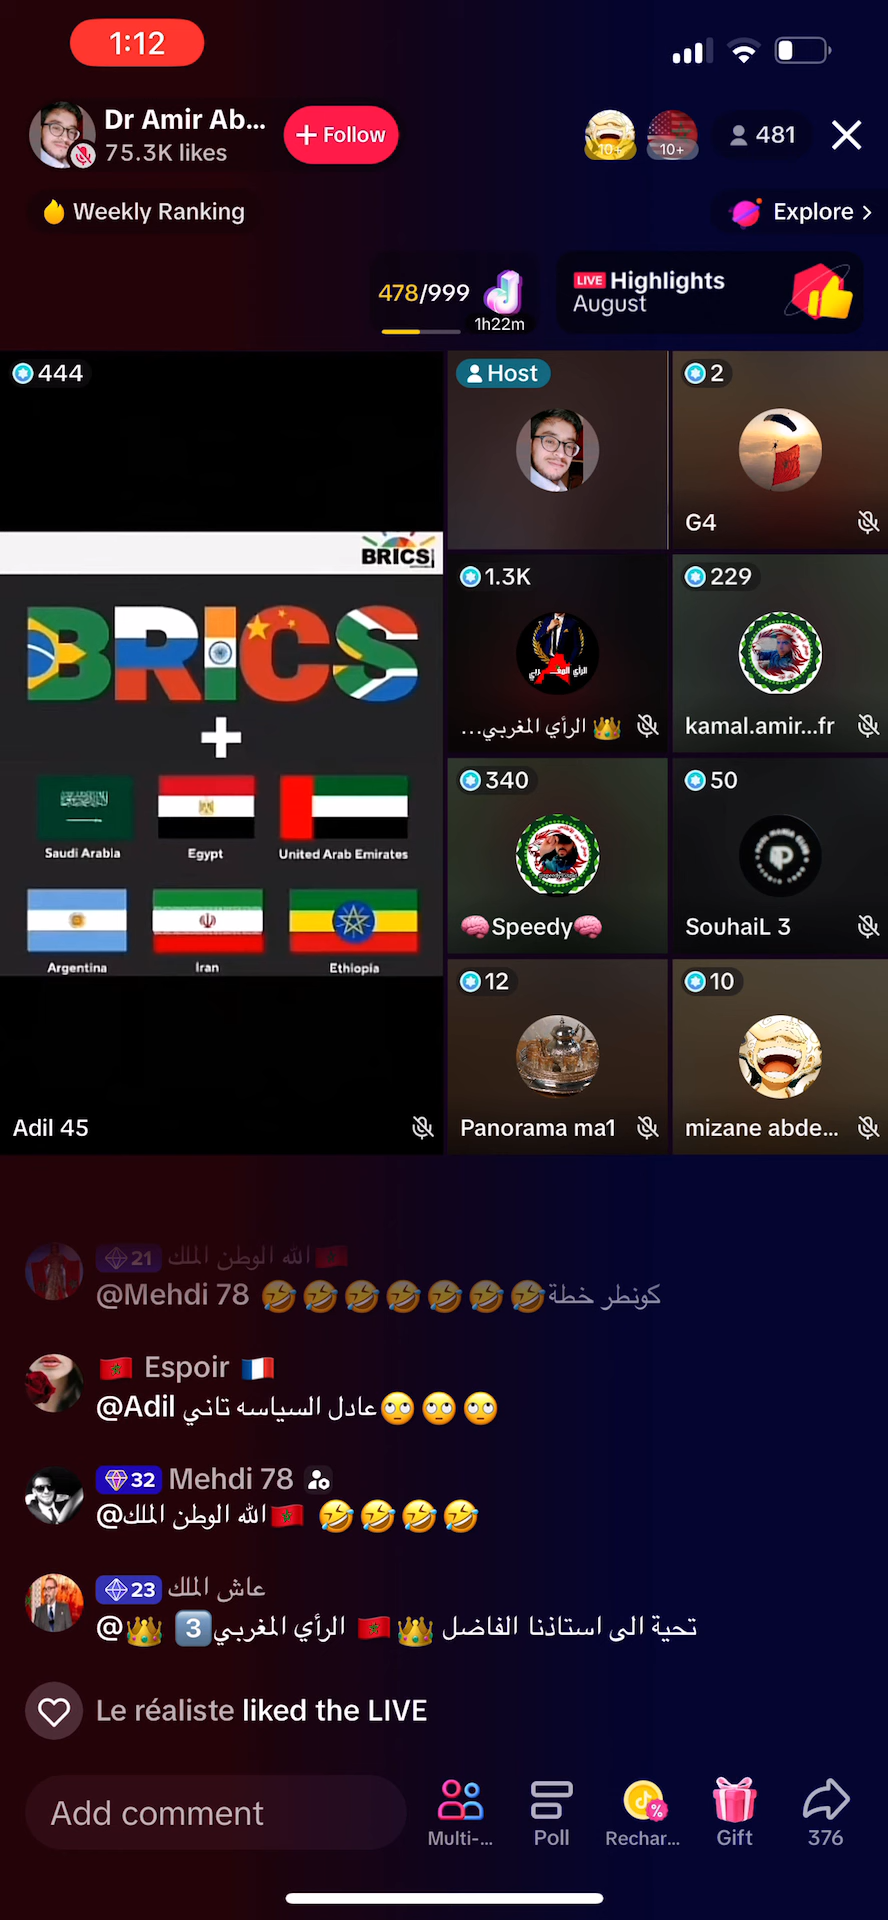 1:12
Dr Amir Ab...
75.3K likes
+ Follow
10+
10+
481
Weekly Ranking
Explore >
478/999
1h22m
LIVE Highlights
August
444
Host
2
G4
BRICS
BRICS
+
Saudi Arabia
Egypt
United Arab Emirates
Argentina
Iran
Ethiopia
Adil 45
1.3K
👑 الرأي المغربي...
229
kamal.amir...fr
340
🧠Speedy🧠
50
SouhaiL 3
12
Panorama ma1
10
mizane abde...
21 الله الوطن الملك🇲🇦
@Mehdi 78 🤣🤣🤣🤣🤣🤣🤣كونطر خطة
🇲🇦 Espoir 🇫🇷
@Adil عادل السياسه تاني🙄🙄🙄
32 Mehdi 78
@الله الوطن الملك🇲🇦 🤣🤣🤣🤣
23 عاش الملك
@👑 3️⃣الرأي المغربي 🇲🇦👑 تحية الى استاذنا الفاضل
Le réaliste liked the LIVE
Add comment
Multi-...
Poll
Rechar...
Gift
376